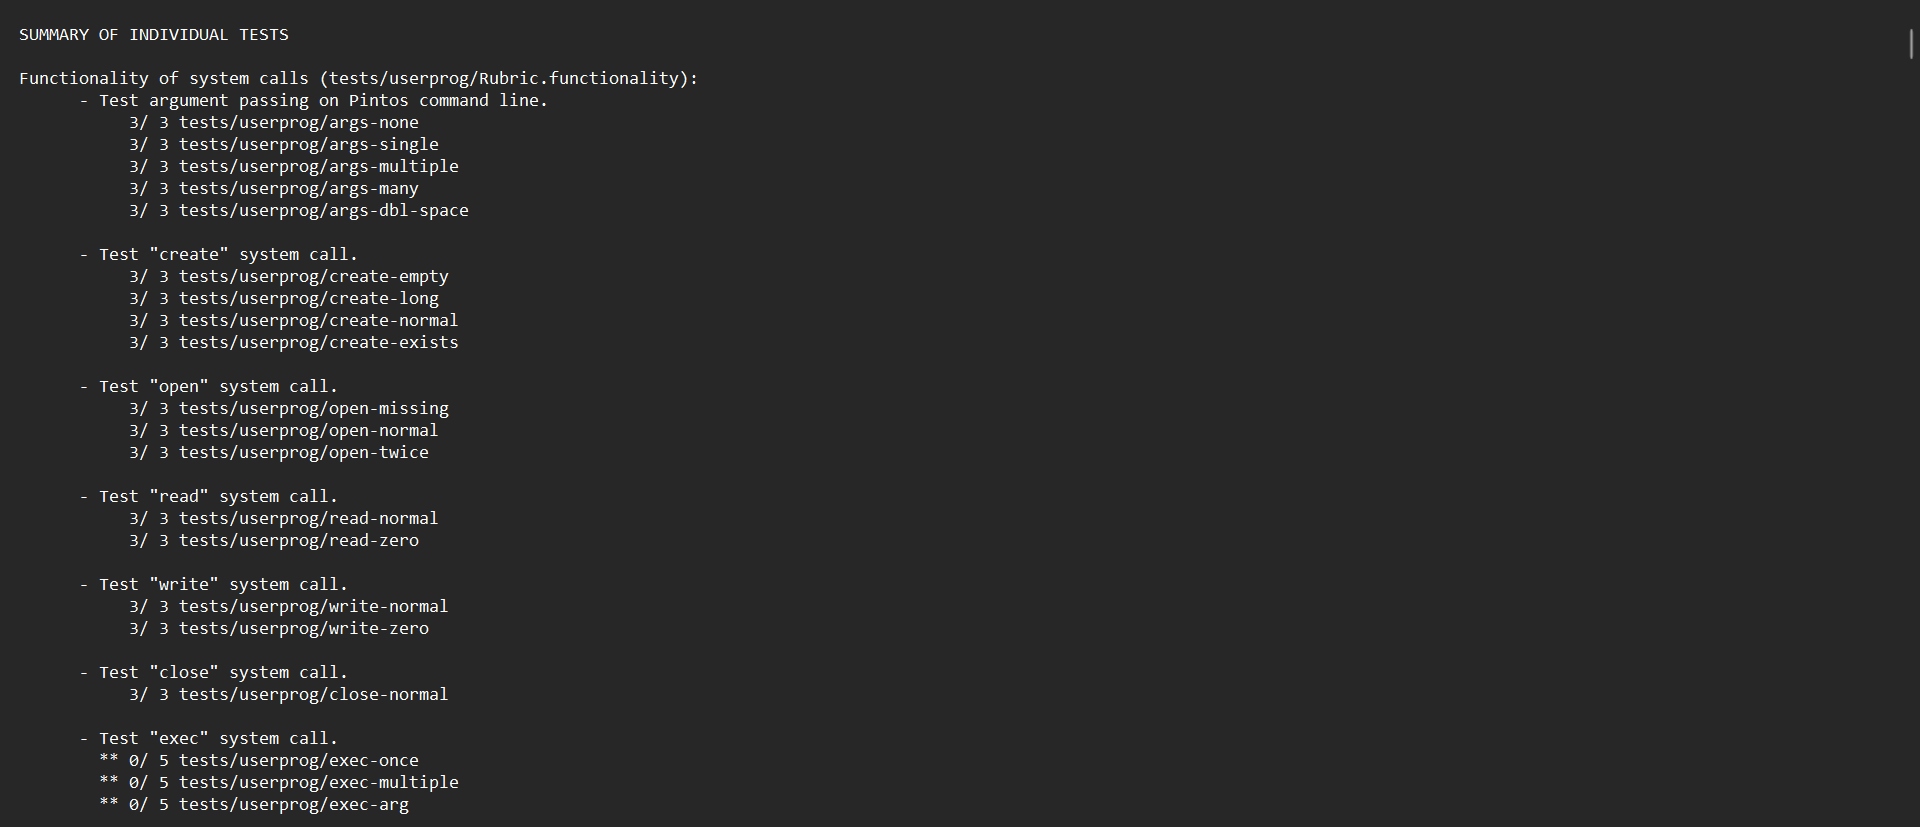 SUMMARY OF INDIVIDUAL TESTS
Functionality of system calls (tests/userprog/Rubric.functionality):
- Test argument passing on Pintos command line.
3/ 3 tests/userprog/args-none
3/ 3 tests/userprog/args-single
3/ 3 tests/userprog/args-multiple
3/ 3 tests/userprog/args-many
3/ 3 tests/userprog/args-dbl-space
- Test "create" system call.
3/ 3 tests/userprog/create-empty
3/ 3 tests/userprog/create-long
3/ 3 tests/userprog/create-normal
3/ 3 tests/userprog/create-exists
- Test "open" system call.
3/ 3 tests/userprog/open-missing
3/ 3 tests/userprog/open-normal
3/ 3 tests/userprog/open-twice
- Test "read" system call.
3/ 3 tests/userprog/read-normal
3/ 3 tests/userprog/read-zero
- Test "write" system call.
3/ 3 tests/userprog/write-normal
3/ 3 tests/userprog/write-zero
- Test "close" system call.
3/ 3 tests/userprog/close-normal
- Test "exec" system call.
** 0/ 5 tests/userprog/exec-once
** 0/ 5 tests/userprog/exec-multiple
** 0/ 5 tests/userprog/exec-arg